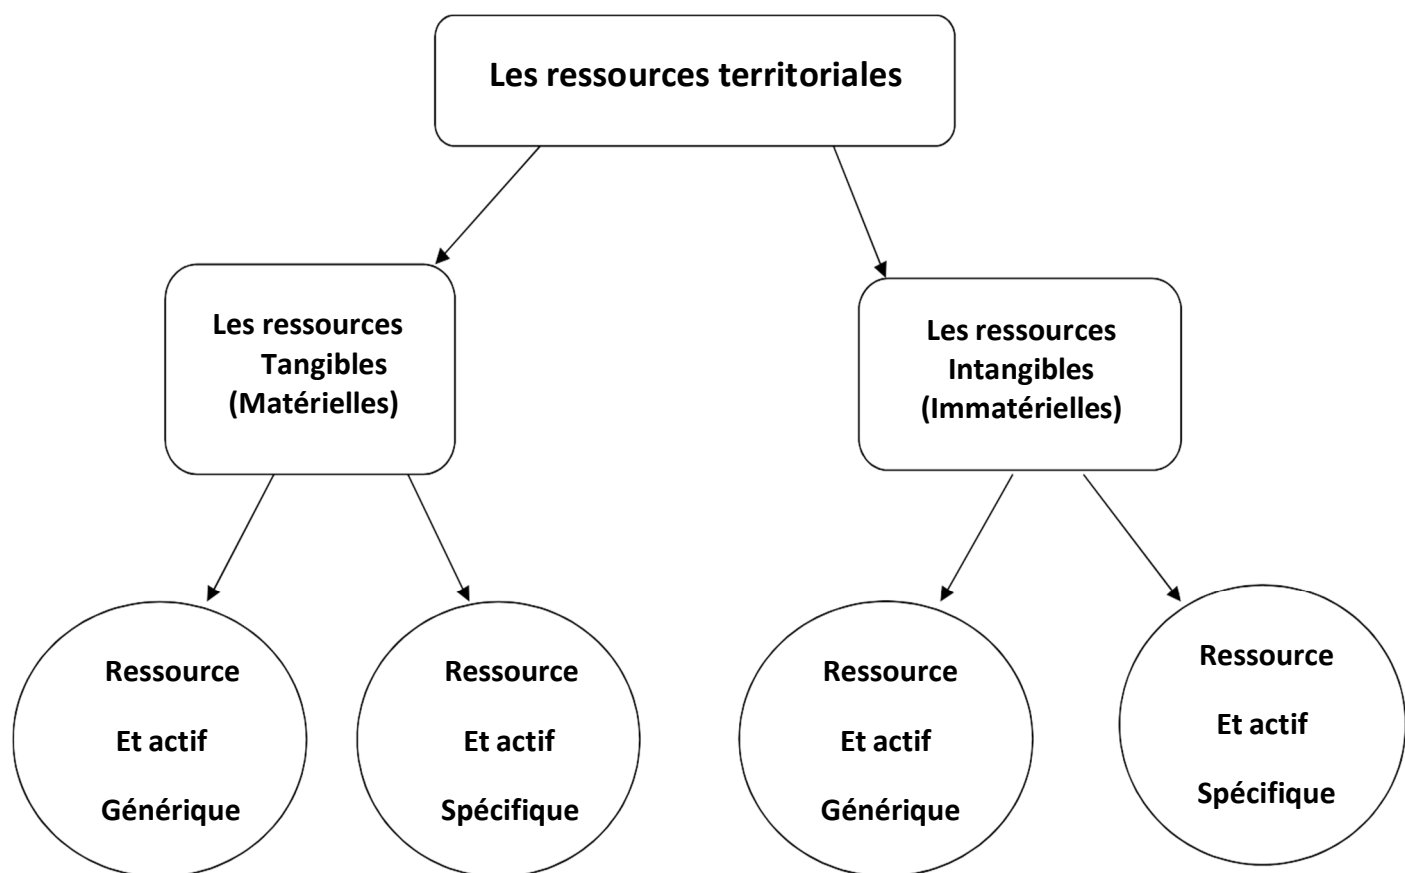 Les ressources territoriales
Les ressources
Tangibles
(Matérielles)
Les ressources
Intangibles
(Immatérielles)
Ressource
Et actif
Générique
Ressource
Et actif
Spécifique
Ressource
Et actif
Générique
Ressource
Et actif
Spécifique